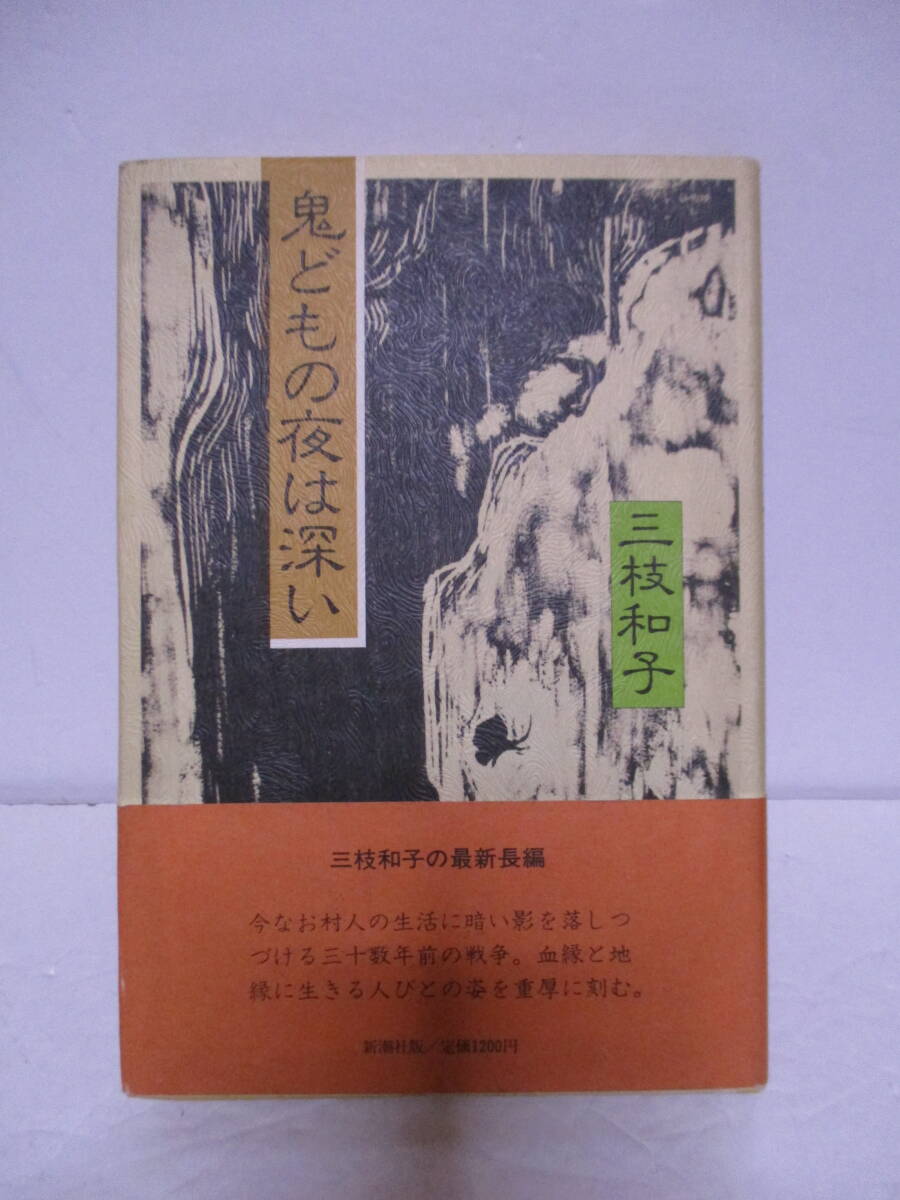 鬼どもの夜は深い
三枝和子
三枝和子の最新長編
今なお村人の生活に暗い影を落しつ
づける三十数年前の戦争。血縁と地
縁に生きる人びとの姿を重厚に刻む。
新潮社版／定価1200円